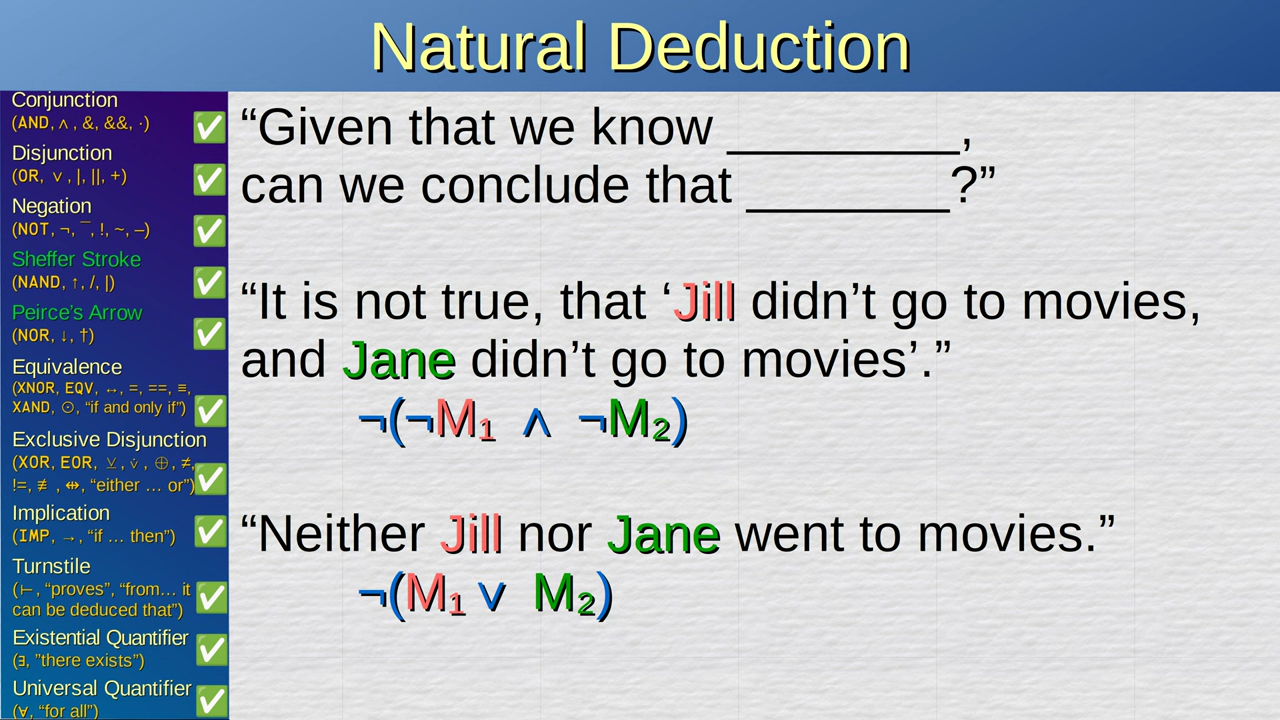 Natural Deduction
Conjunction
(AND, ∧, &, &&, ·)
Disjunction
(OR, ∨, |, ||, +)
Negation
(NOT, ¬, ¯, !, ~, –)
Sheffer Stroke
(NAND, ↑, /, |)
Peirce’s Arrow
(NOR, ↓, †)
Equivalence
(XNOR, EQV, ↔, =, ==, ≡,
XAND, ⊙, “if and only if”)
Exclusive Disjunction
(XOR, EOR, ⊻, v̇, ⊕, ≠,
!=, ≢, ⇹, “either … or”)
Implication
(IMP, →, “if … then”)
Turnstile
(⊢, “proves”, “from… it
can be deduced that”)
Existential Quantifier
(∃, ”there exists”)
Universal Quantifier
(∀, “for all”)
“Given that we know _________,
can we conclude that ________?”
“It is not true, that ‘Jill didn’t go to movies,
and Jane didn’t go to movies’.”
¬(¬M₁ ∧ ¬M₂)
“Neither Jill nor Jane went to movies.”
¬(M₁ ∨ M₂)